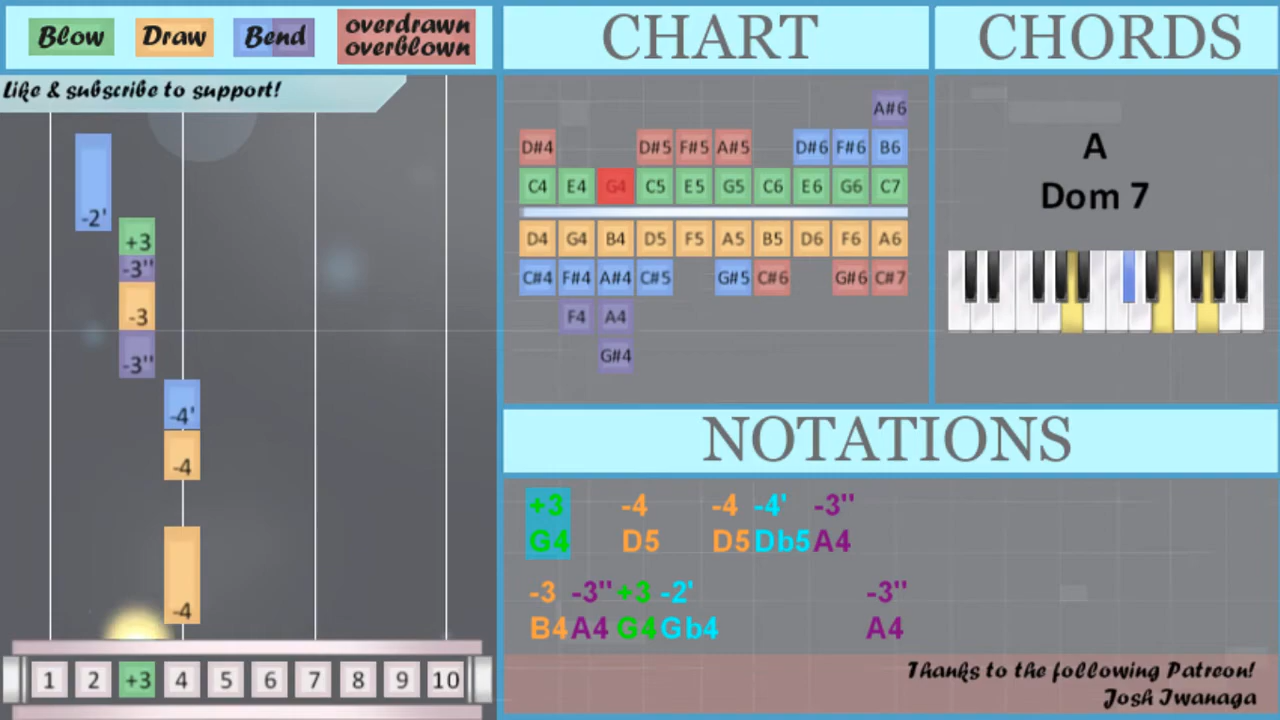 Blow Draw Bend overdrawn
overblown
CHART
CHORDS
Like & subscribe to support!
-2'
+3
-3''
-3
-3''
-4'
-4
-4
1 2 +3 4 5 6 7 8 9 10
A#6
D#4 D#5 F#5 A#5 D#6 F#6 B6
C4 E4 G4 C5 E5 G5 C6 E6 G6 C7
D4 G4 B4 D5 F5 A5 B5 D6 F6 A6
C#4 F#4 A#4 C#5 G#5 C#6 G#6 C#7
F4 A4
G#4
A
Dom 7
NOTATIONS
+3 -4 -4 -4' -3''
G4 D5 D5 Db5 A4
-3 -3'' +3 -2' -3''
B4 A4 G4 Gb4 A4
Thanks to the following Patreon!
Josh Iwanaga